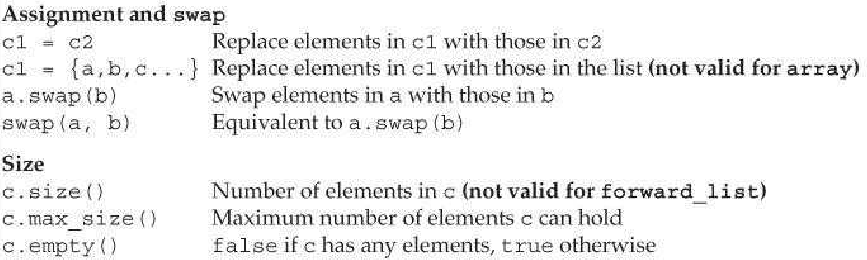 Assignment and swap
c1 = c2 Replace elements in c1 with those in c2
c1 = {a,b,c...} Replace elements in c1 with those in the list (not valid for array)
a.swap(b) Swap elements in a with those in b
swap(a, b) Equivalent to a.swap(b)
Size
c.size() Number of elements in c (not valid for forward_list)
c.max_size() Maximum number of elements c can hold
c.empty() false if c has any elements, true otherwise